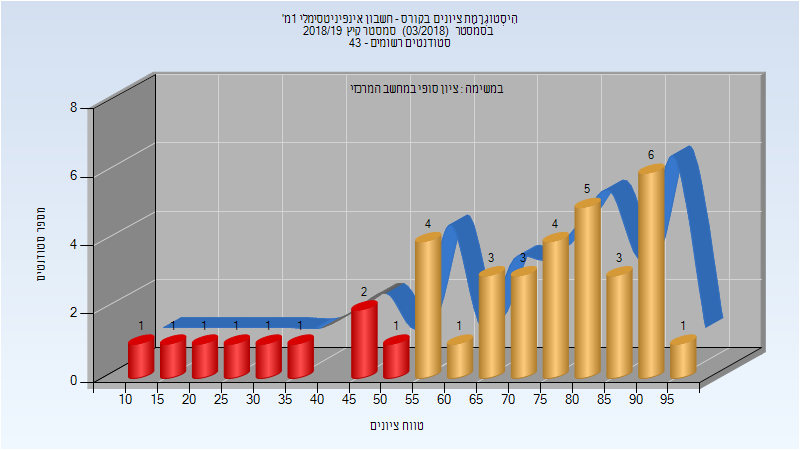 היסטוגרמת ציונים בקורס - חשבון אינפיניטסימלי 1מ'
בסמסטר (03/2018) סמסטר קיץ 2018/19
סטודנטים רשומים - 43
במשימה : ציון סופי במחשב המרכזי
מספר סטודנטים
8
6
4
2
0
1 1 1 1 1 1 2 1 4 1 3 3 4 5 3 6 1
10 15 20 25 30 35 40 45 50 55 60 65 70 75 80 85 90 95
טווח ציונים